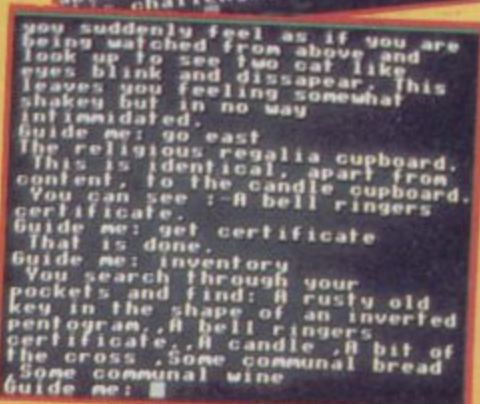 you suddenly feel as if you are
being watched from above and
look up to see two cat like
eyes blink and dissapear. This
leaves you feeling somewhat
shakey but in no way
intimmidated.
Guide me: go east
The religious regalia cupboard.
This is identical, apart from
content, to the candle cupboard.
You can see :-A bell ringers
certificate.
Guide me: get certificate
That is done.
Guide me: inventory
You search through your
pockets and find: A rusty old
key in the shape of an inverted
pentogram,,A bell ringers
certificate,,A candle ,A bit of
the cross ,Some communal bread
,Some communal wine
Guide me: